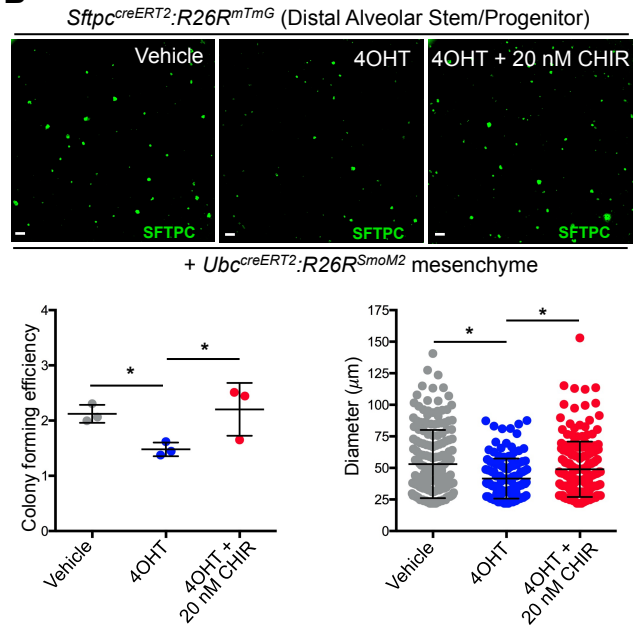 Sftpc^creERT2:R26R^mTmG (Distal Alveolar Stem/Progenitor)
Vehicle
4OHT
4OHT + 20 nM CHIR
SFTPC
SFTPC
SFTPC
+ Ubc^creERT2:R26R^SmoM2 mesenchyme
Colony forming efficiency
4
3
2
1
0
*
*
Vehicle
4OHT
4OHT +
20 nM CHIR
Diameter (μm)
175
150
125
100
75
50
25
0
*
*
Vehicle
4OHT
4OHT +
20 nM CHIR